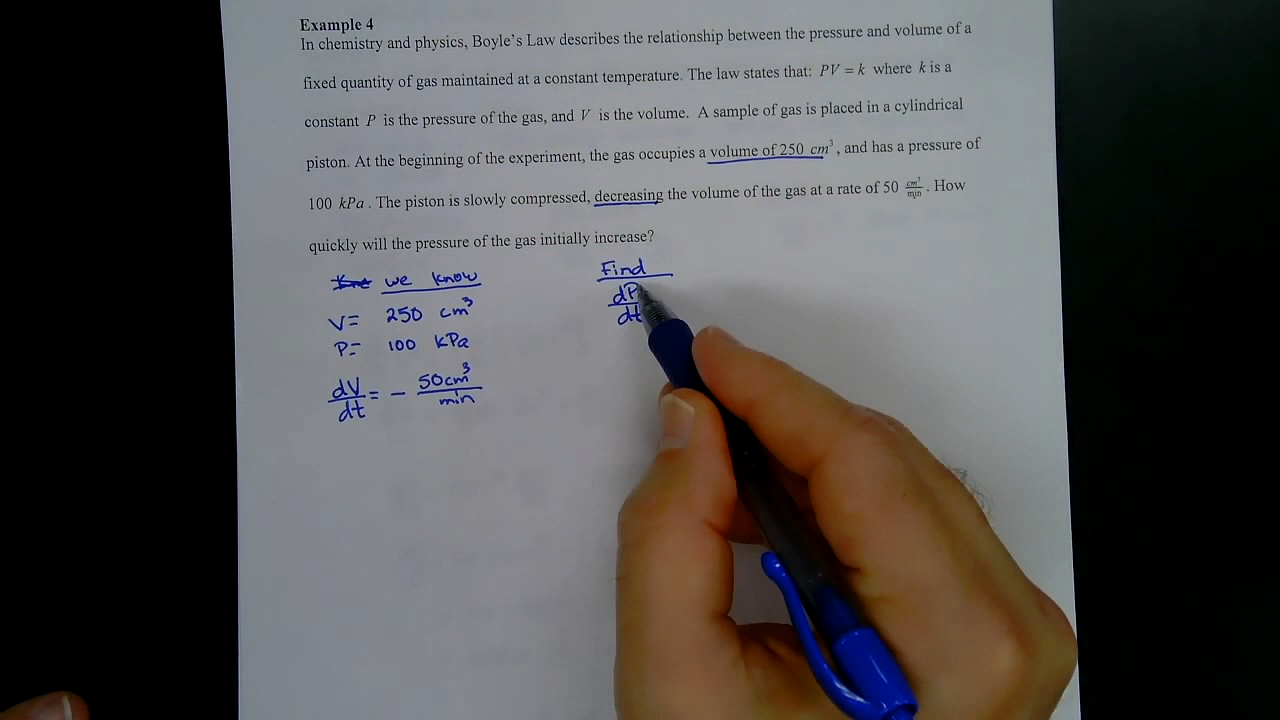 Example 4
In chemistry and physics, Boyle's Law describes the relationship between the pressure and volume of a
fixed quantity of gas maintained at a constant temperature. The law states that: PV = k where k is a
constant P is the pressure of the gas, and V is the volume. A sample of gas is placed in a cylindrical
piston. At the beginning of the experiment, the gas occupies a volume of 250 cm³, and has a pressure of
100 kPa. The piston is slowly compressed, decreasing the volume of the gas at a rate of 50 cm³/min. How
quickly will the pressure of the gas initially increase?
we know
V = 250 cm³
P = 100 kPa
dV/dt = - 50cm³/min
Find
dP/dt